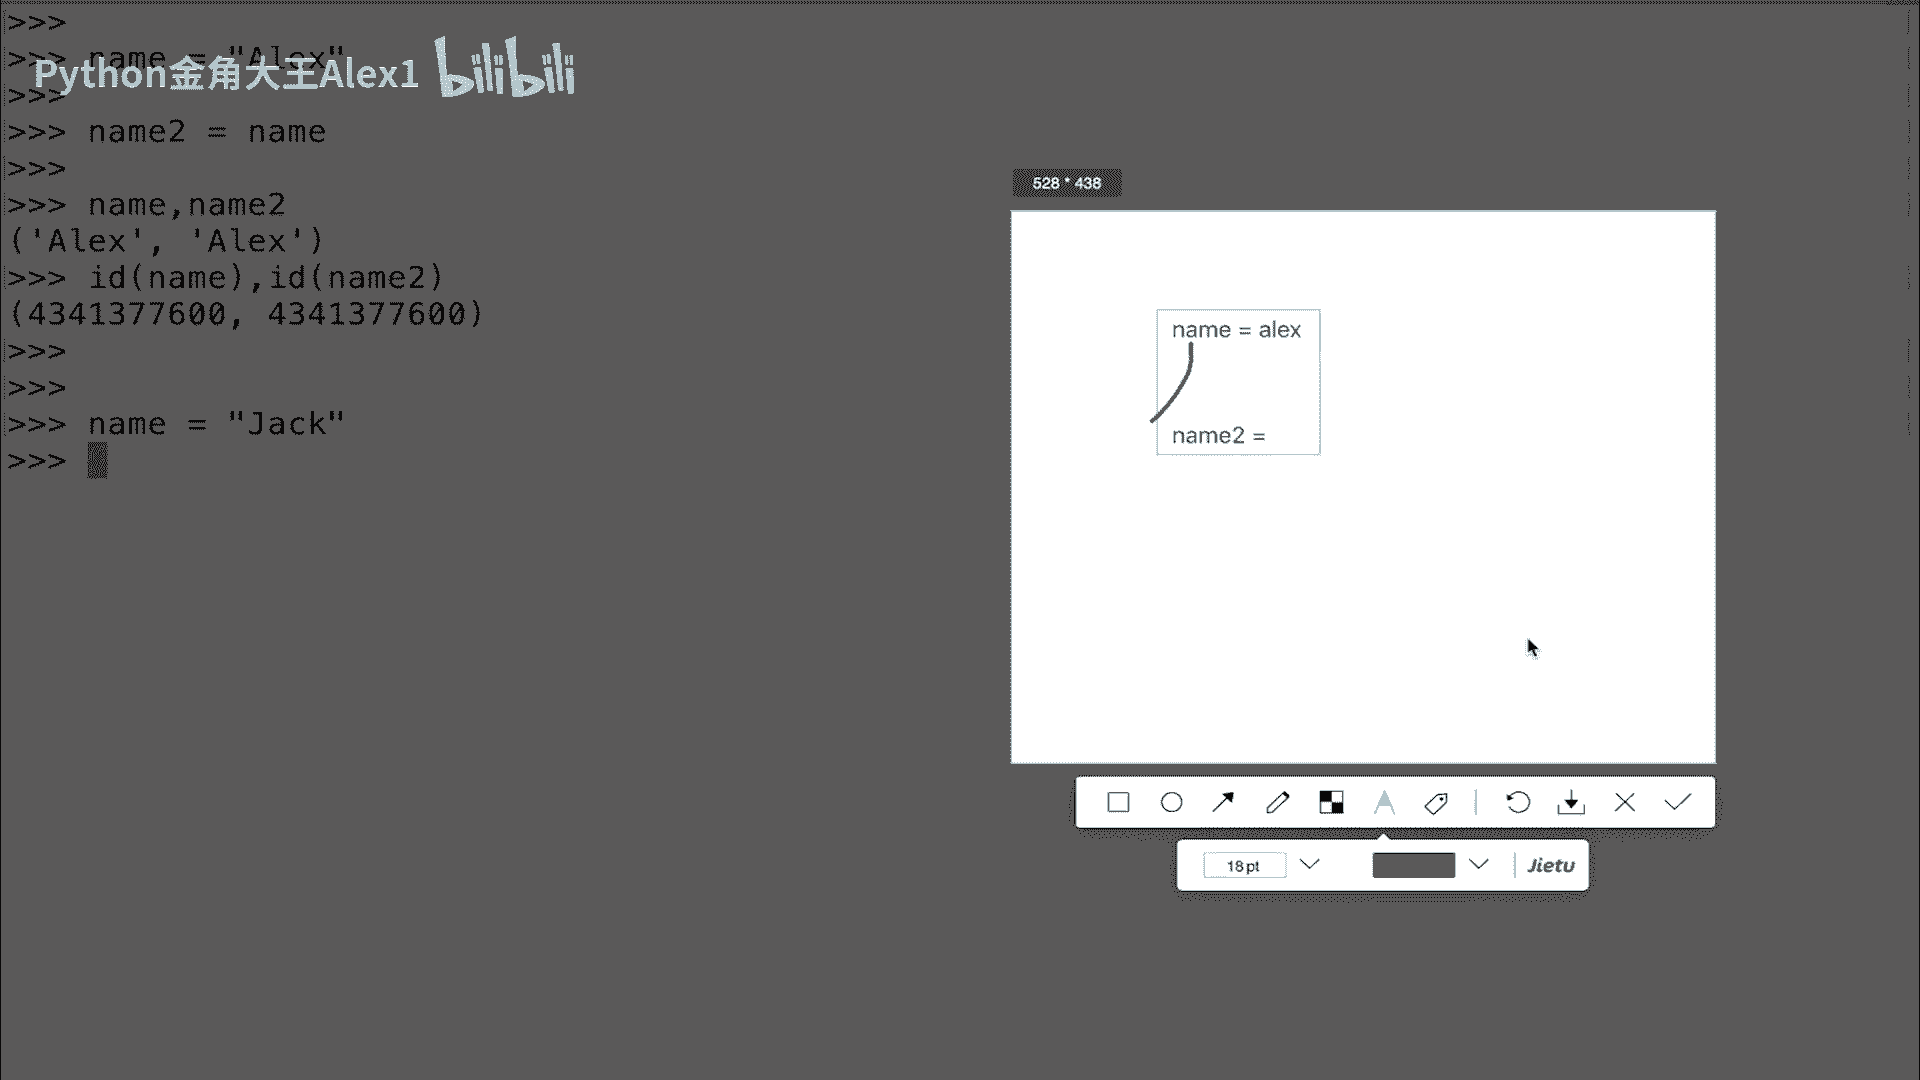 >>>
>>> name = "Alex"
Python金角大王Alex1 bilibili
>>>
>>> name2 = name
>>>
>>> name,name2
('Alex', 'Alex')
>>> id(name),id(name2)
(4341377600, 4341377600)
>>>
>>>
>>> name = "Jack"
>>>
528 * 438
name = alex
name2 =
18pt
Jietu